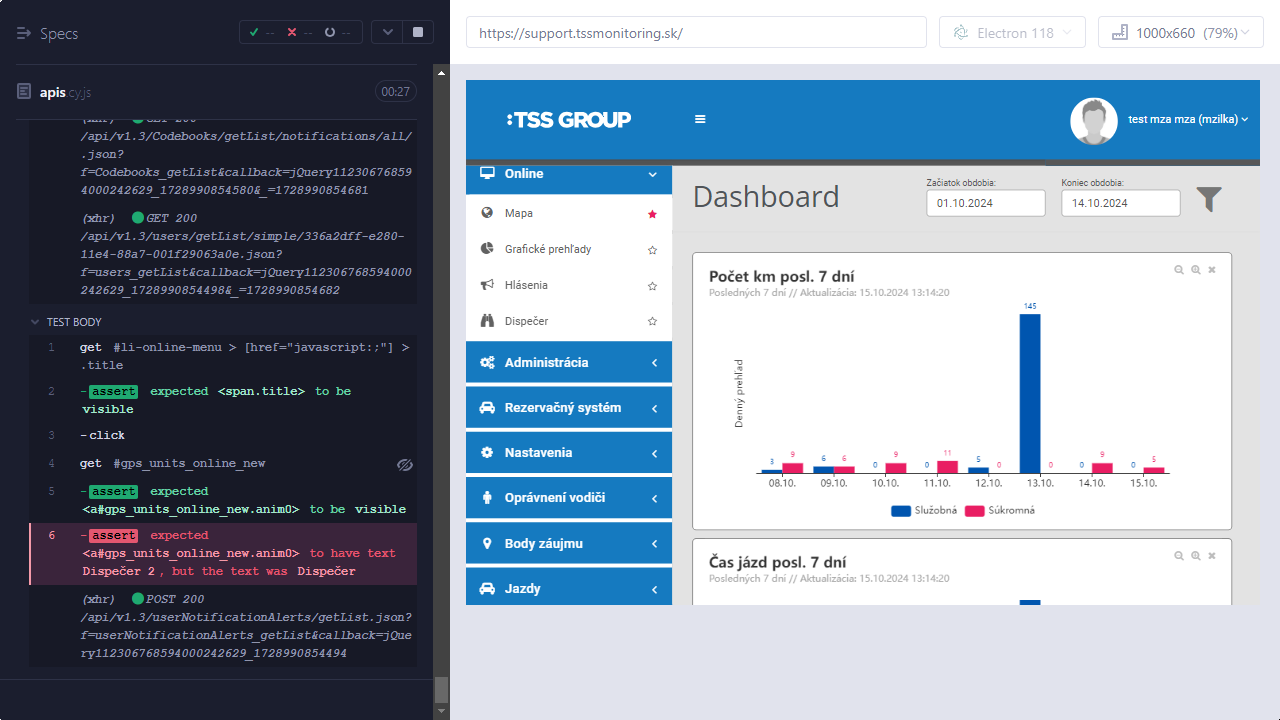 Specs
--
--
--
apis cy.js
00:27
(xhr) GET 200
/api/v1.3/Codebooks/getList/notifications/all/
.json?
f=Codebooks_getList&callback=jQuery11230676859
4000242629_1728990854580&_=1728990854681
(xhr) GET 200
/api/v1.3/users/getList/simple/336a2dff-e280-
11e4-88a7-001f29063a0e.json?
f=users_getList&callback=jQuery112306768594000
242629_1728990854498&_=1728990854682
TEST BODY
1 get #li-online-menu > [href="javascript:;"] >
.title
2 -assert expected <span.title> to be
visible
3 -click
4 get #gps_units_online_new
5 -assert expected
<a#gps_units_online_new.anim0> to be visible
6 -assert expected
<a#gps_units_online_new.anim0> to have text
Dispečer 2, but the text was Dispečer
(xhr) POST 200
/api/v1.3/userNotificationAlerts/getList.json?
f=userNotificationAlerts_getList&callback=jQue
ry112306768594000242629_1728990854494
https://support.tssmonitoring.sk/
Electron 118
1000x660 (79%)
:TSS GROUP
test mza mza (mzilka)
Online
Mapa
Grafické prehľady
Hlásenia
Dispečer
Administrácia
Rezervačný systém
Nastavenia
Oprávnení vodiči
Body záujmu
Jazdy
Dashboard
Začiatok obdobia:
01.10.2024
Koniec obdobia:
14.10.2024
Počet km posl. 7 dní
Posledných 7 dní // Aktualizácia: 15.10.2024 13:14:20
Denný prehľad
3 9 6 6 0 9 0 11 5 0 145 0 0 9 0 5
08.10. 09.10. 10.10. 11.10. 12.10. 13.10. 14.10. 15.10.
Služobná Súkromná
Čas jázd posl. 7 dní
Posledných 7 dní // Aktualizácia: 15.10.2024 13:14:20